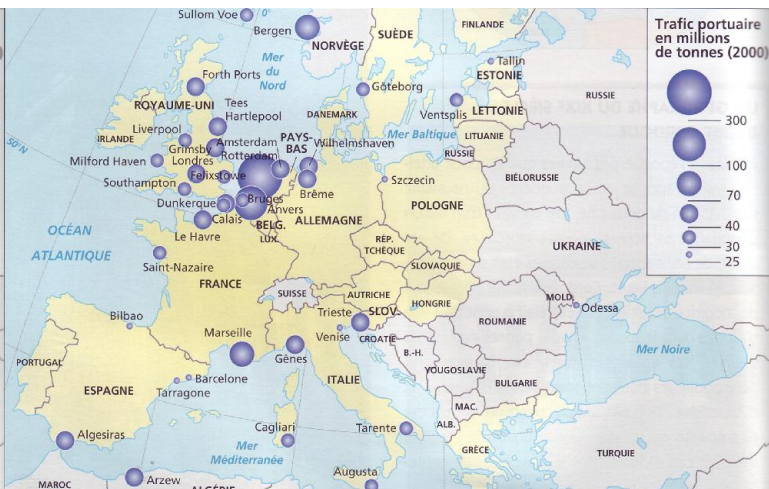 Trafic portuaire
en millions
de tonnes (2000)
300
100
70
40
30
25
Sullom Voe
0°
Bergen
NORVÈGE
SUÈDE
FINLANDE
Mer
du
Nord
Forth Ports
Göteborg
Tallin
ESTONIE
RUSSIE
ROYAUME-UNI
Tees
Hartlepool
DANEMARK
Ventspils
LETTONIE
Mer Baltique
LITUANIE
RUSSIE
IRLANDE
Liverpool
Grimsby
Amsterdam
PAYS-
BAS
Wilhelmshaven
50°N
Milford Haven
Londres
Rotterdam
Felixstowe
Southampton
Brême
Szczecin
BIÉLORUSSIE
Dunkerque
Bruges
Anvers
POLOGNE
Calais
BELG.
ALLEMAGNE
Le Havre
LUX.
OCÉAN
ATLANTIQUE
RÉP.
TCHÈQUE
UKRAINE
Saint-Nazaire
SLOVAQUIE
FRANCE
SUISSE
AUTRICHE
HONGRIE
MOLD.
Odessa
Bilbao
Trieste
SLOV.
ROUMANIE
Marseille
Venise
CROATIE
Gênes
B.-H.
YOUGOSLAVIE
Mer Noire
PORTUGAL
ESPAGNE
Barcelone
Tarragone
ITALIE
BULGARIE
MAC.
ALB.
Algesiras
Cagliari
Tarente
Mer
Méditerranée
GRÈCE
TURQUIE
Augusta
MAROC
Arzew
ALGÉRIE